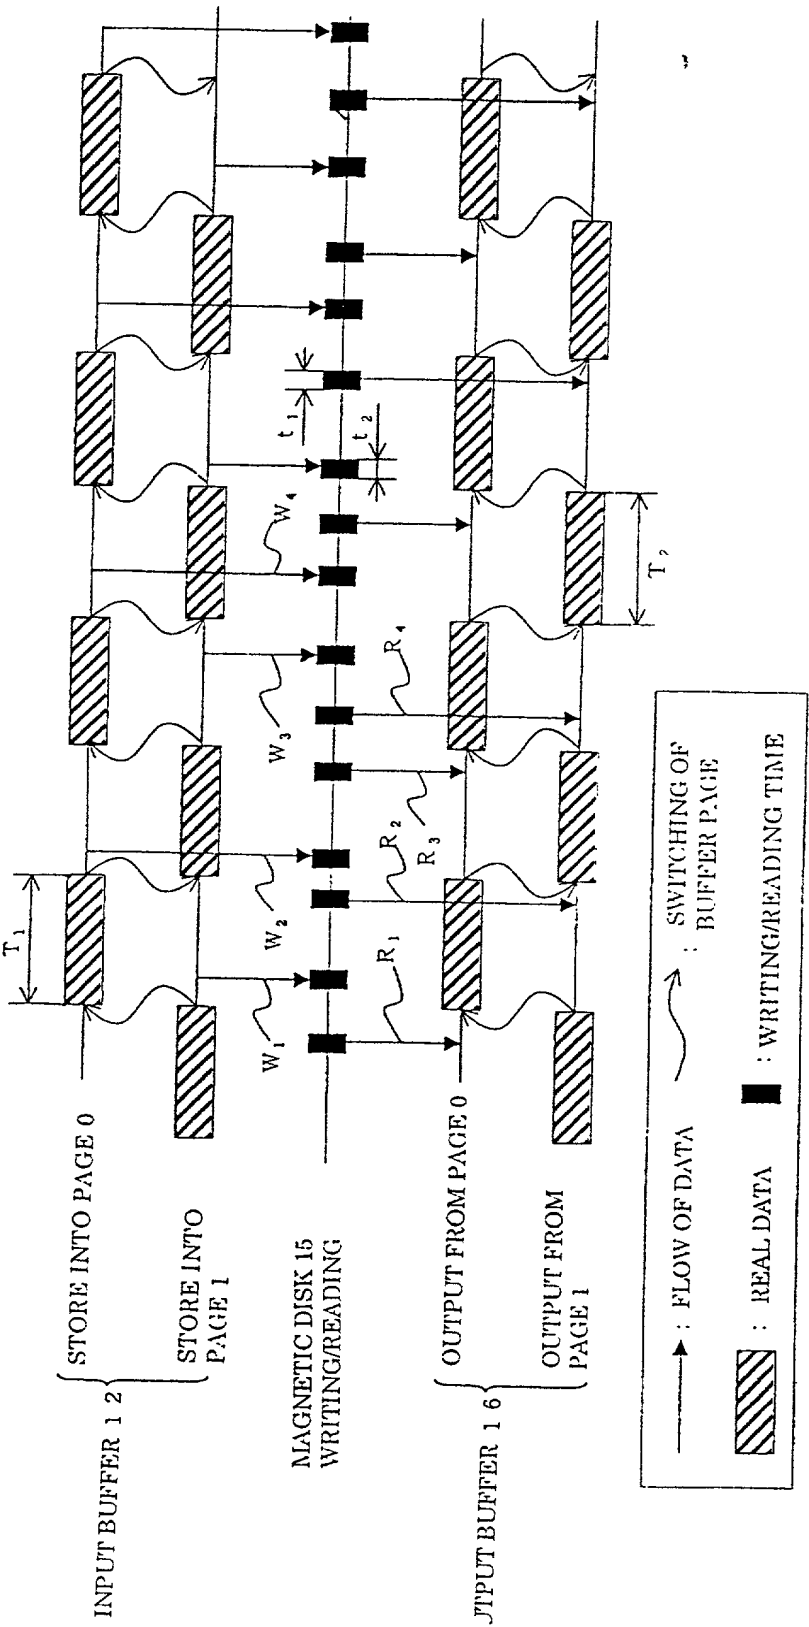 INPUT BUFFER 1 2
STORE INTO PAGE 0
STORE INTO
PAGE 1
MAGNETIC DISK 15
WRITING/READING
JTPUT BUFFER 1 6
OUTPUT FROM PAGE 0
OUTPUT FROM
PAGE 1
T1
W1
W2
W3
W4
t1
t2
R1
R2
R3
R4
T2
: FLOW OF DATA
: SWITCHING OF
BUFFER PAGE
: REAL DATA
: WRITING/READING TIME